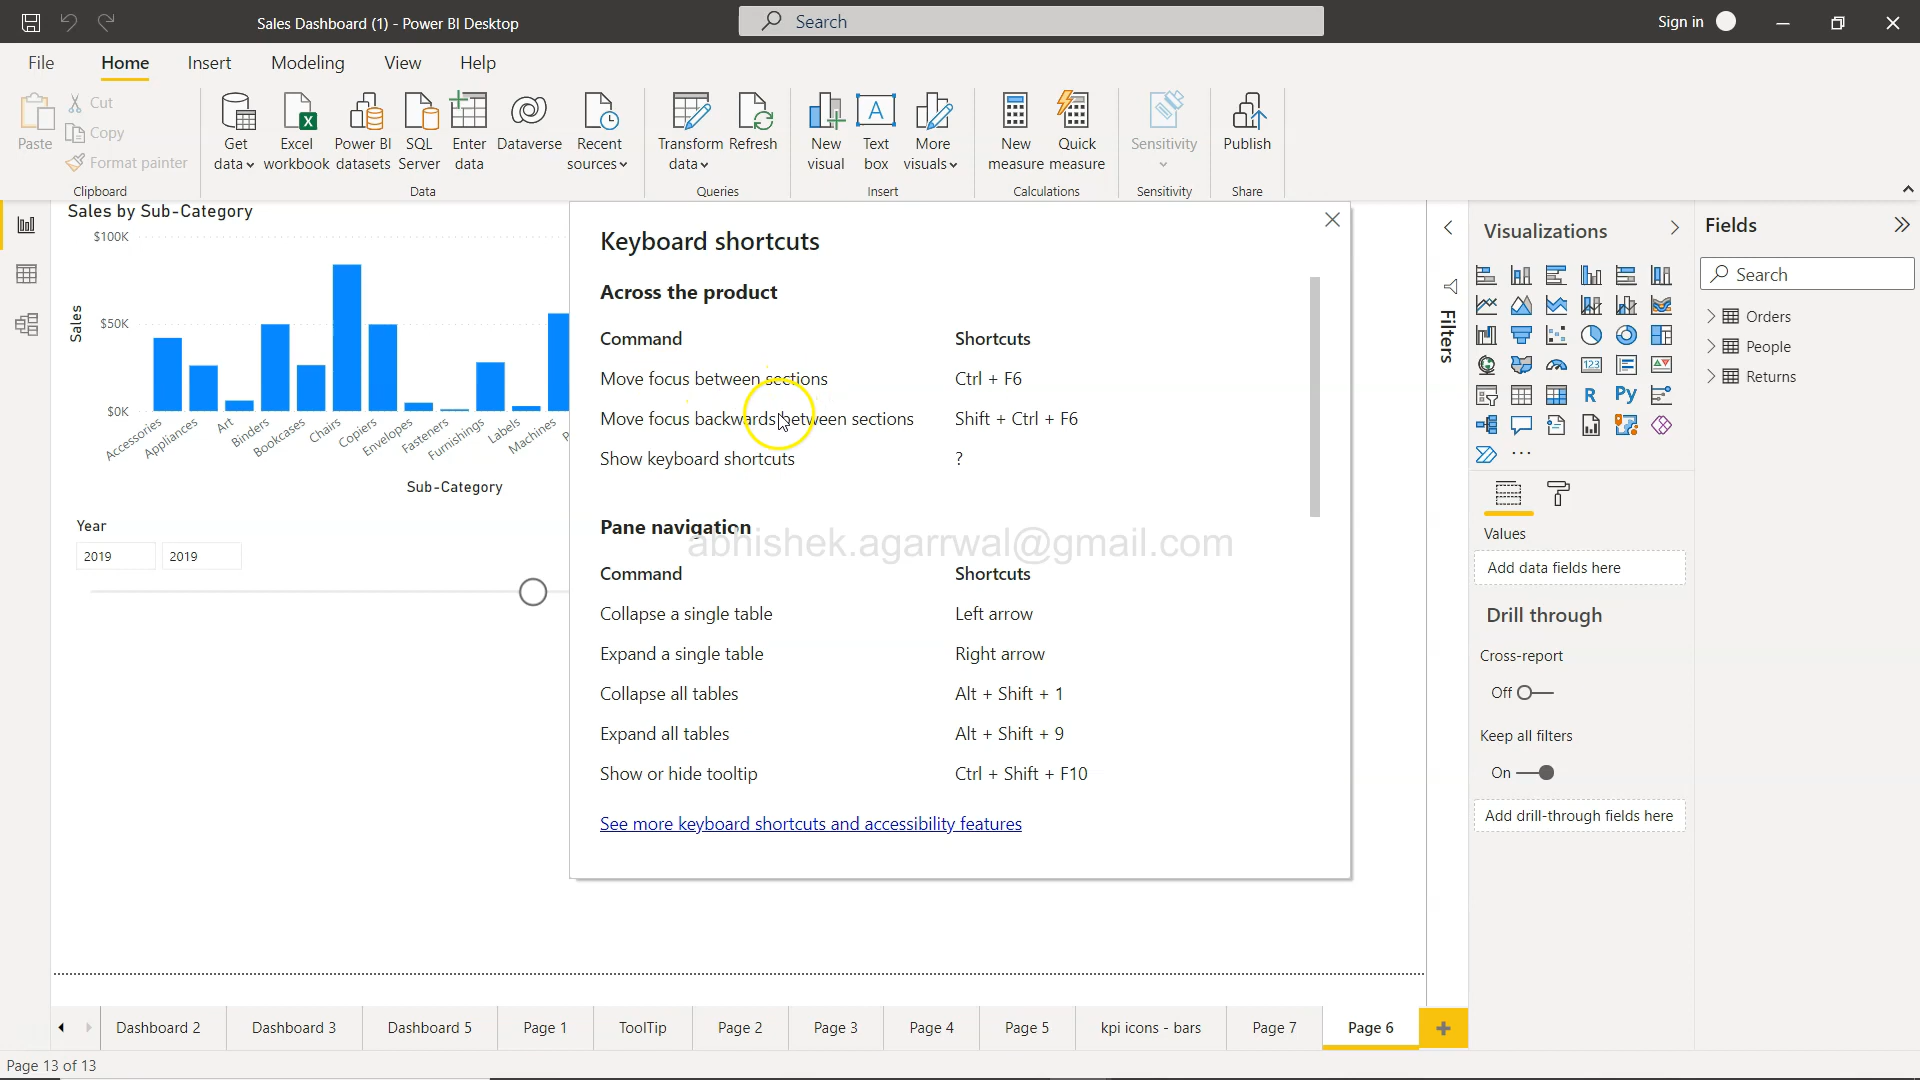 Sales Dashboard (1) - Power BI Desktop
Search
Sign in
File Home Insert Modeling View Help
Paste
Cut
Copy
Format painter
Clipboard
Get data
Excel workbook
Power BI datasets
SQL Server
Enter data
Dataverse
Recent sources
Data
Transform data
Refresh
Queries
New visual
Text box
More visuals
Insert
New measure
Quick measure
Calculations
Sensitivity
Sensitivity
Publish
Share
Sales by Sub-Category
$100K
$50K
$0K
Sales
Accessories
Appliances
Art
Binders
Bookcases
Chairs
Copiers
Envelopes
Fasteners
Furnishings
Labels
Machines
P
Sub-Category
Year
2019 2019
Keyboard shortcuts
Across the product
Command Shortcuts
Move focus between sections Ctrl + F6
Move focus backwards between sections Shift + Ctrl + F6
Show keyboard shortcuts ?
Pane navigation
abhishek.agarrwal@gmail.com
Command Shortcuts
Collapse a single table Left arrow
Expand a single table Right arrow
Collapse all tables Alt + Shift + 1
Expand all tables Alt + Shift + 9
Show or hide tooltip Ctrl + Shift + F10
See more keyboard shortcuts and accessibility features
Filters
Visualizations
123
R
Py
Values
Add data fields here
Drill through
Cross-report
Off
Keep all filters
On
Add drill-through fields here
Fields
Search
Orders
People
Returns
Dashboard 2 Dashboard 3 Dashboard 5 Page 1 ToolTip Page 2 Page 3 Page 4 Page 5 kpi icons - bars Page 7 Page 6
Page 13 of 13